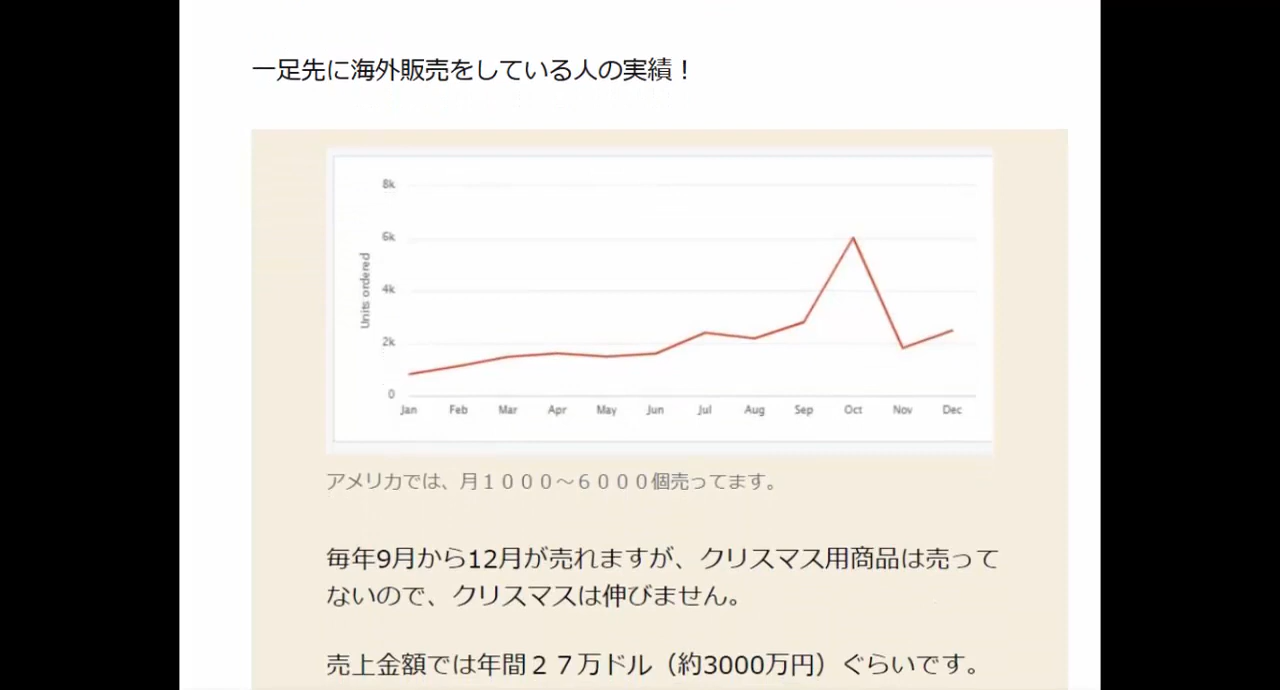 一足先に海外販売をしている人の実績！
8k
6k
4k
2k
0
Units ordered
Jan Feb Mar Apr May Jun Jul Aug Sep Oct Nov Dec
アメリカでは、月１０００～６０００個売ってます。
毎年9月から12月が売れますが、クリスマス用商品は売って
ないので、クリスマスは伸びません。
売上金額では年間２７万ドル（約3000万円）ぐらいです。